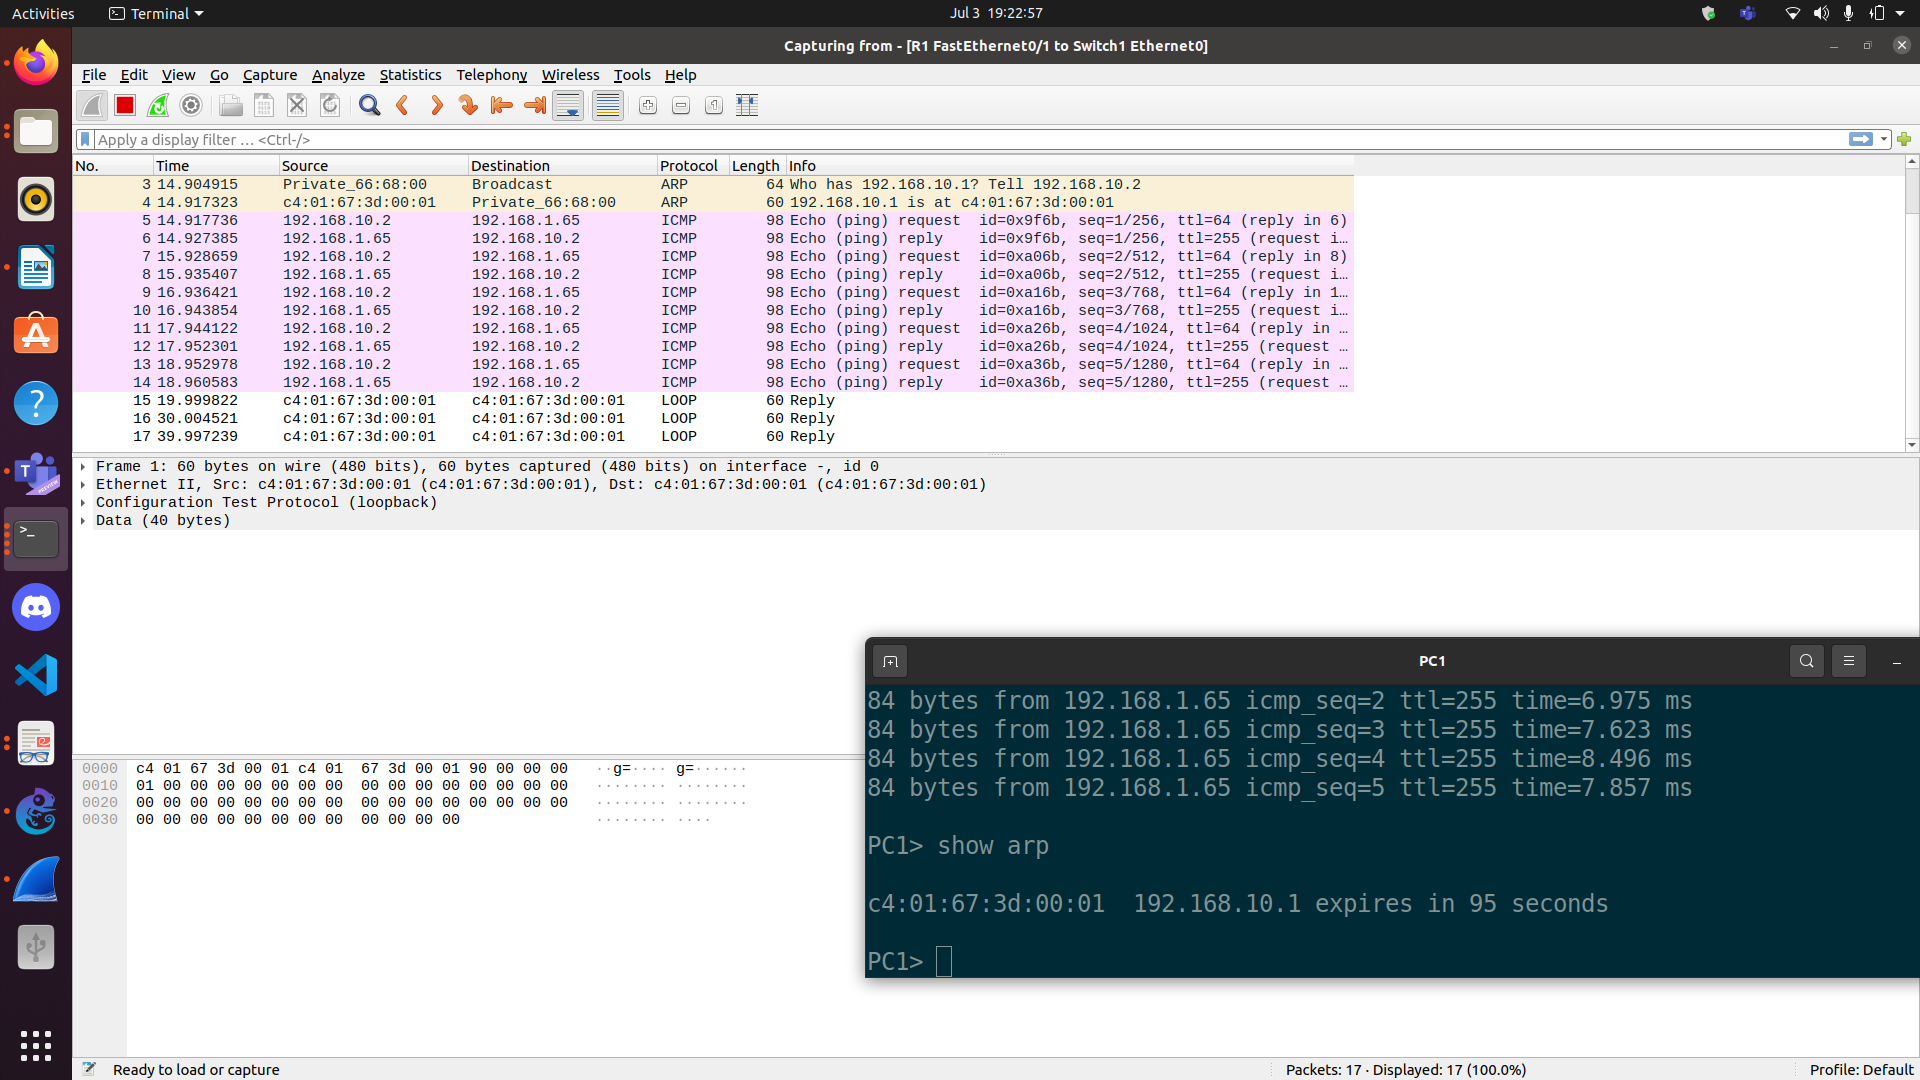 Activities Terminal Jul 3 19:22:57
Capturing from - [R1 FastEthernet0/1 to Switch1 Ethernet0]
File Edit View Go Capture Analyze Statistics Telephony Wireless Tools Help
Apply a display filter … <Ctrl-/>
No. Time Source Destination Protocol Length Info
3 14.904915 Private_66:68:00 Broadcast ARP 64 Who has 192.168.10.1? Tell 192.168.10.2
4 14.917323 c4:01:67:3d:00:01 Private_66:68:00 ARP 60 192.168.10.1 is at c4:01:67:3d:00:01
5 14.917736 192.168.10.2 192.168.1.65 ICMP 98 Echo (ping) request id=0x9f6b, seq=1/256, ttl=64 (reply in 6)
6 14.927385 192.168.1.65 192.168.10.2 ICMP 98 Echo (ping) reply id=0x9f6b, seq=1/256, ttl=255 (request i…
7 15.928659 192.168.10.2 192.168.1.65 ICMP 98 Echo (ping) request id=0xa06b, seq=2/512, ttl=64 (reply in 8)
8 15.935407 192.168.1.65 192.168.10.2 ICMP 98 Echo (ping) reply id=0xa06b, seq=2/512, ttl=255 (request i…
9 16.936421 192.168.10.2 192.168.1.65 ICMP 98 Echo (ping) request id=0xa16b, seq=3/768, ttl=64 (reply in 1…
10 16.943854 192.168.1.65 192.168.10.2 ICMP 98 Echo (ping) reply id=0xa16b, seq=3/768, ttl=255 (request i…
11 17.944122 192.168.10.2 192.168.1.65 ICMP 98 Echo (ping) request id=0xa26b, seq=4/1024, ttl=64 (reply in …
12 17.952301 192.168.1.65 192.168.10.2 ICMP 98 Echo (ping) reply id=0xa26b, seq=4/1024, ttl=255 (request …
13 18.952978 192.168.10.2 192.168.1.65 ICMP 98 Echo (ping) request id=0xa36b, seq=5/1280, ttl=64 (reply in …
14 18.960583 192.168.1.65 192.168.10.2 ICMP 98 Echo (ping) reply id=0xa36b, seq=5/1280, ttl=255 (request …
15 19.999822 c4:01:67:3d:00:01 c4:01:67:3d:00:01 LOOP 60 Reply
16 30.004521 c4:01:67:3d:00:01 c4:01:67:3d:00:01 LOOP 60 Reply
17 39.997239 c4:01:67:3d:00:01 c4:01:67:3d:00:01 LOOP 60 Reply
Frame 1: 60 bytes on wire (480 bits), 60 bytes captured (480 bits) on interface -, id 0
Ethernet II, Src: c4:01:67:3d:00:01 (c4:01:67:3d:00:01), Dst: c4:01:67:3d:00:01 (c4:01:67:3d:00:01)
Configuration Test Protocol (loopback)
Data (40 bytes)
0000 c4 01 67 3d 00 01 c4 01 67 3d 00 01 90 00 00 00 ··g=···· g=······
0010 01 00 00 00 00 00 00 00 00 00 00 00 00 00 00 00 ········ ········
0020 00 00 00 00 00 00 00 00 00 00 00 00 00 00 00 00 ········ ········
0030 00 00 00 00 00 00 00 00 00 00 00 00 ········ ····
PC1
84 bytes from 192.168.1.65 icmp_seq=2 ttl=255 time=6.975 ms
84 bytes from 192.168.1.65 icmp_seq=3 ttl=255 time=7.623 ms
84 bytes from 192.168.1.65 icmp_seq=4 ttl=255 time=8.496 ms
84 bytes from 192.168.1.65 icmp_seq=5 ttl=255 time=7.857 ms
PC1> show arp
c4:01:67:3d:00:01 192.168.10.1 expires in 95 seconds
PC1>
Ready to load or capture Packets: 17 · Displayed: 17 (100.0%) Profile: Default